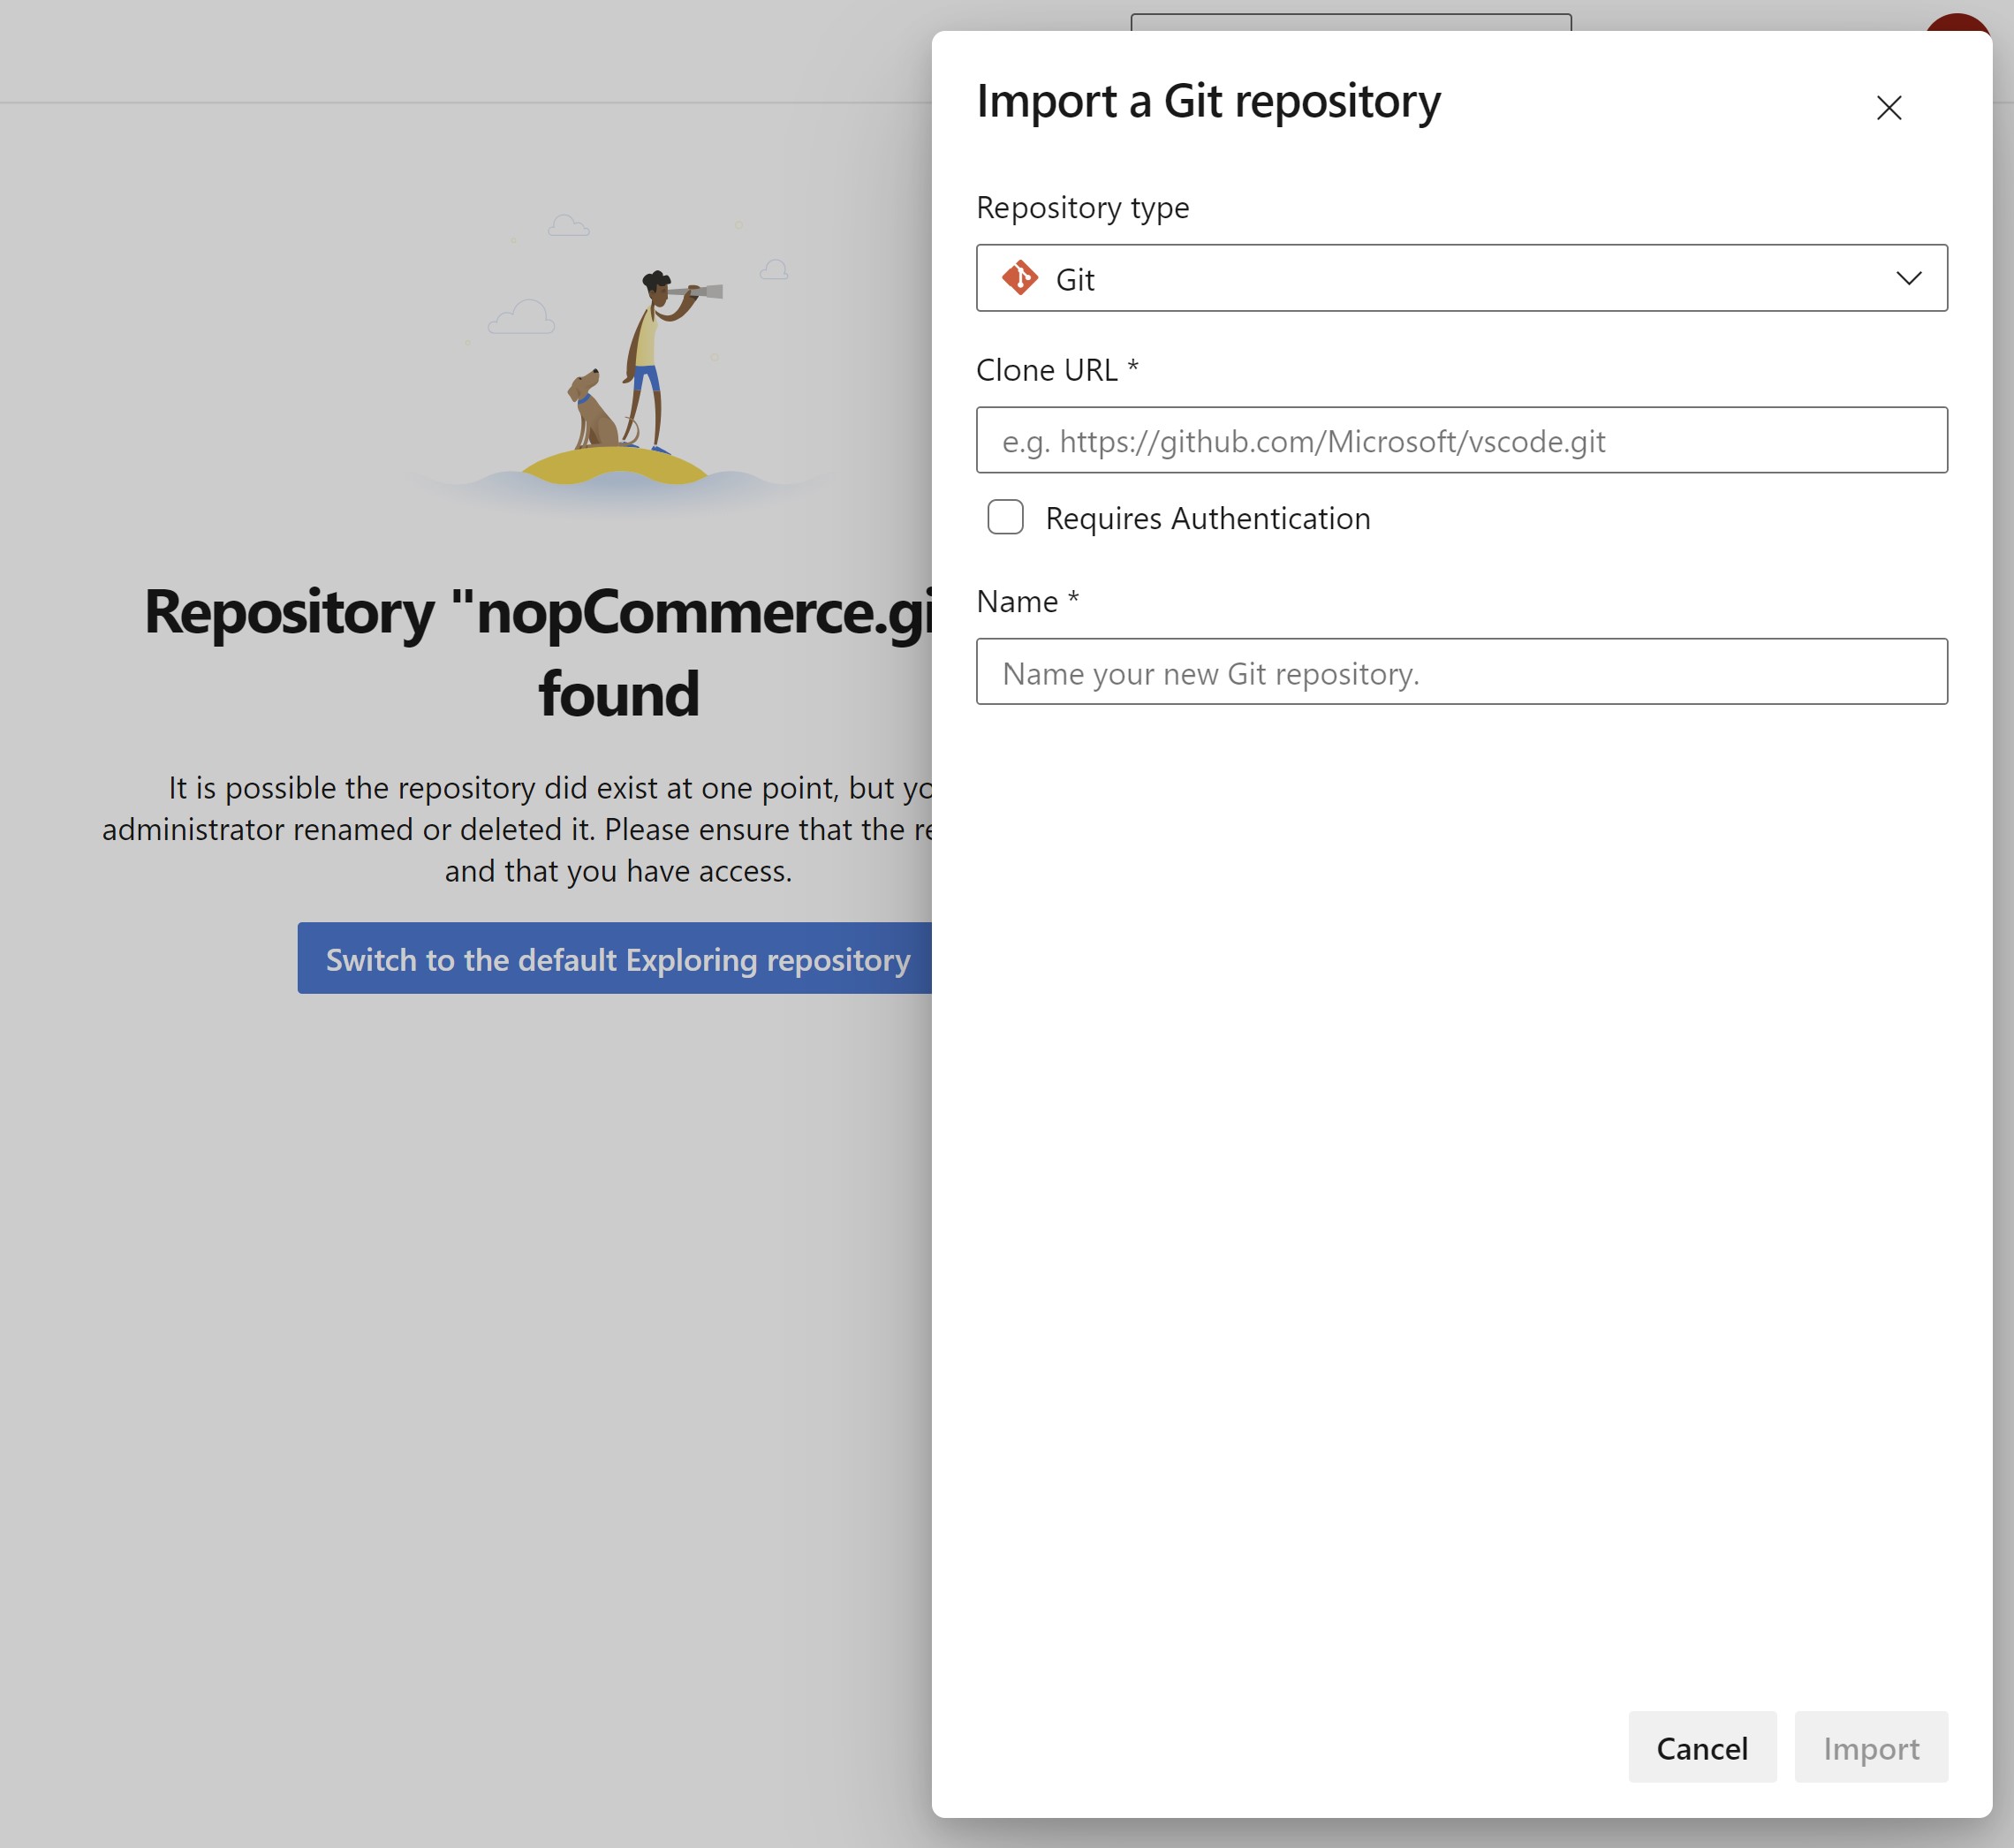 Import a Git repository
Repository type
Git
Clone URL *
e.g. https://github.com/Microsoft/vscode.git
Requires Authentication
Name *
Name your new Git repository.
Cancel
Import
Repository "nopCommerce.gi
found
It is possible the repository did exist at one point, but yo
administrator renamed or deleted it. Please ensure that the re
and that you have access.
Switch to the default Exploring repository